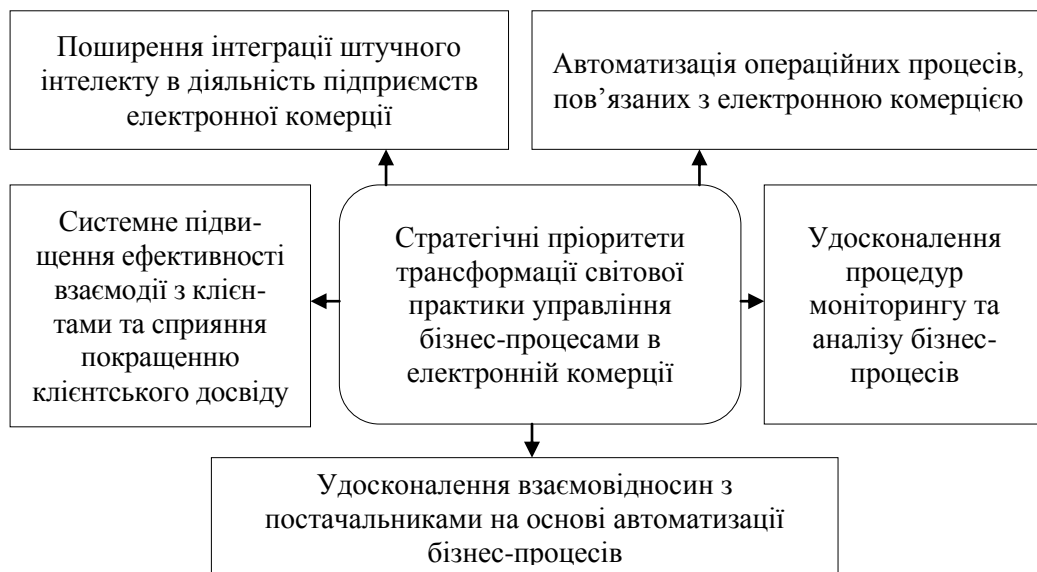 Поширення інтеграції штучного
інтелекту в діяльність підприємств
електронної комерції
Автоматизація операційних процесів,
пов’язаних з електронною комерцією
Системне підви-
щення ефективності
взаємодії з клієн-
тами та сприяння
покращенню
клієнтського досвіду
Стратегічні пріоритети
трансформації світової
практики управління
бізнес-процесами в
електронній комерції
Удосконалення
процедур
моніторингу та
аналізу бізнес-
процесів
Удосконалення взаємовідносин з
постачальниками на основі автоматизації
бізнес-процесів